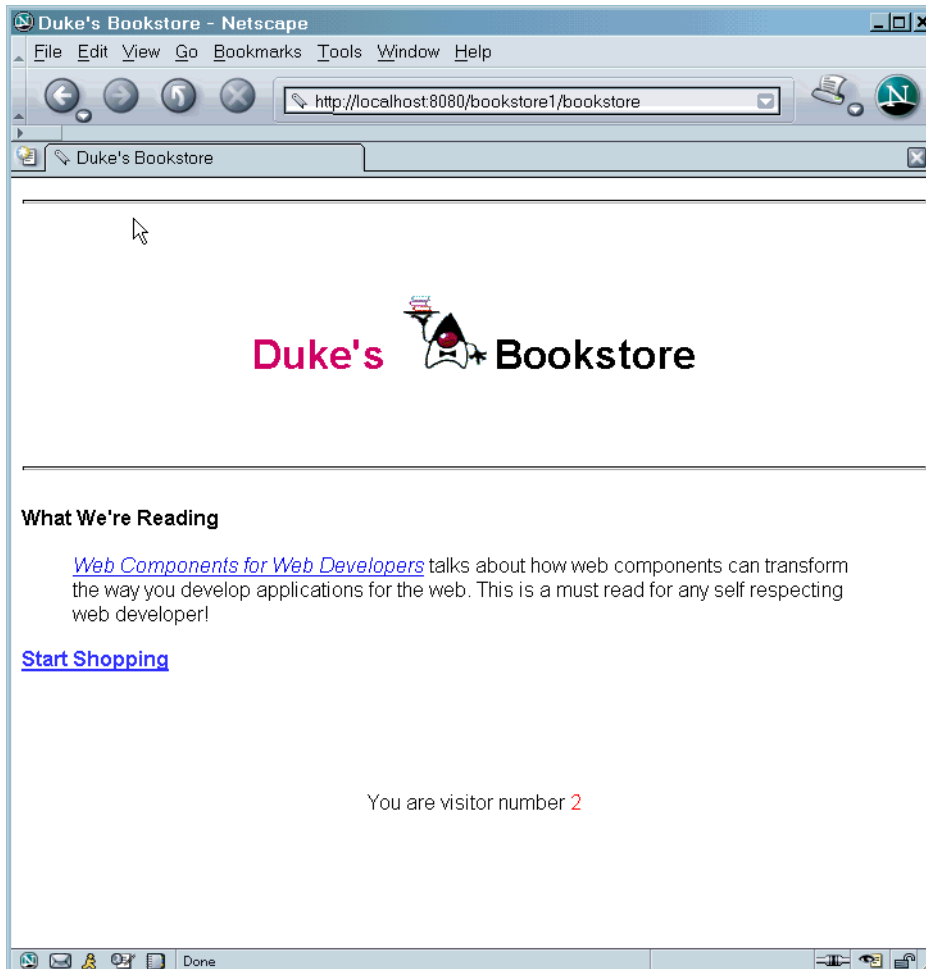 Duke's Bookstore - Netscape
File Edit View Go Bookmarks Tools Window Help
http://localhost:8080/bookstore1/bookstore
N
Duke's Bookstore
Duke's Bookstore
What We're Reading
Web Components for Web Developers talks about how web components can transform
the way you develop applications for the web. This is a must read for any self respecting
web developer!
Start Shopping
You are visitor number 2
Done